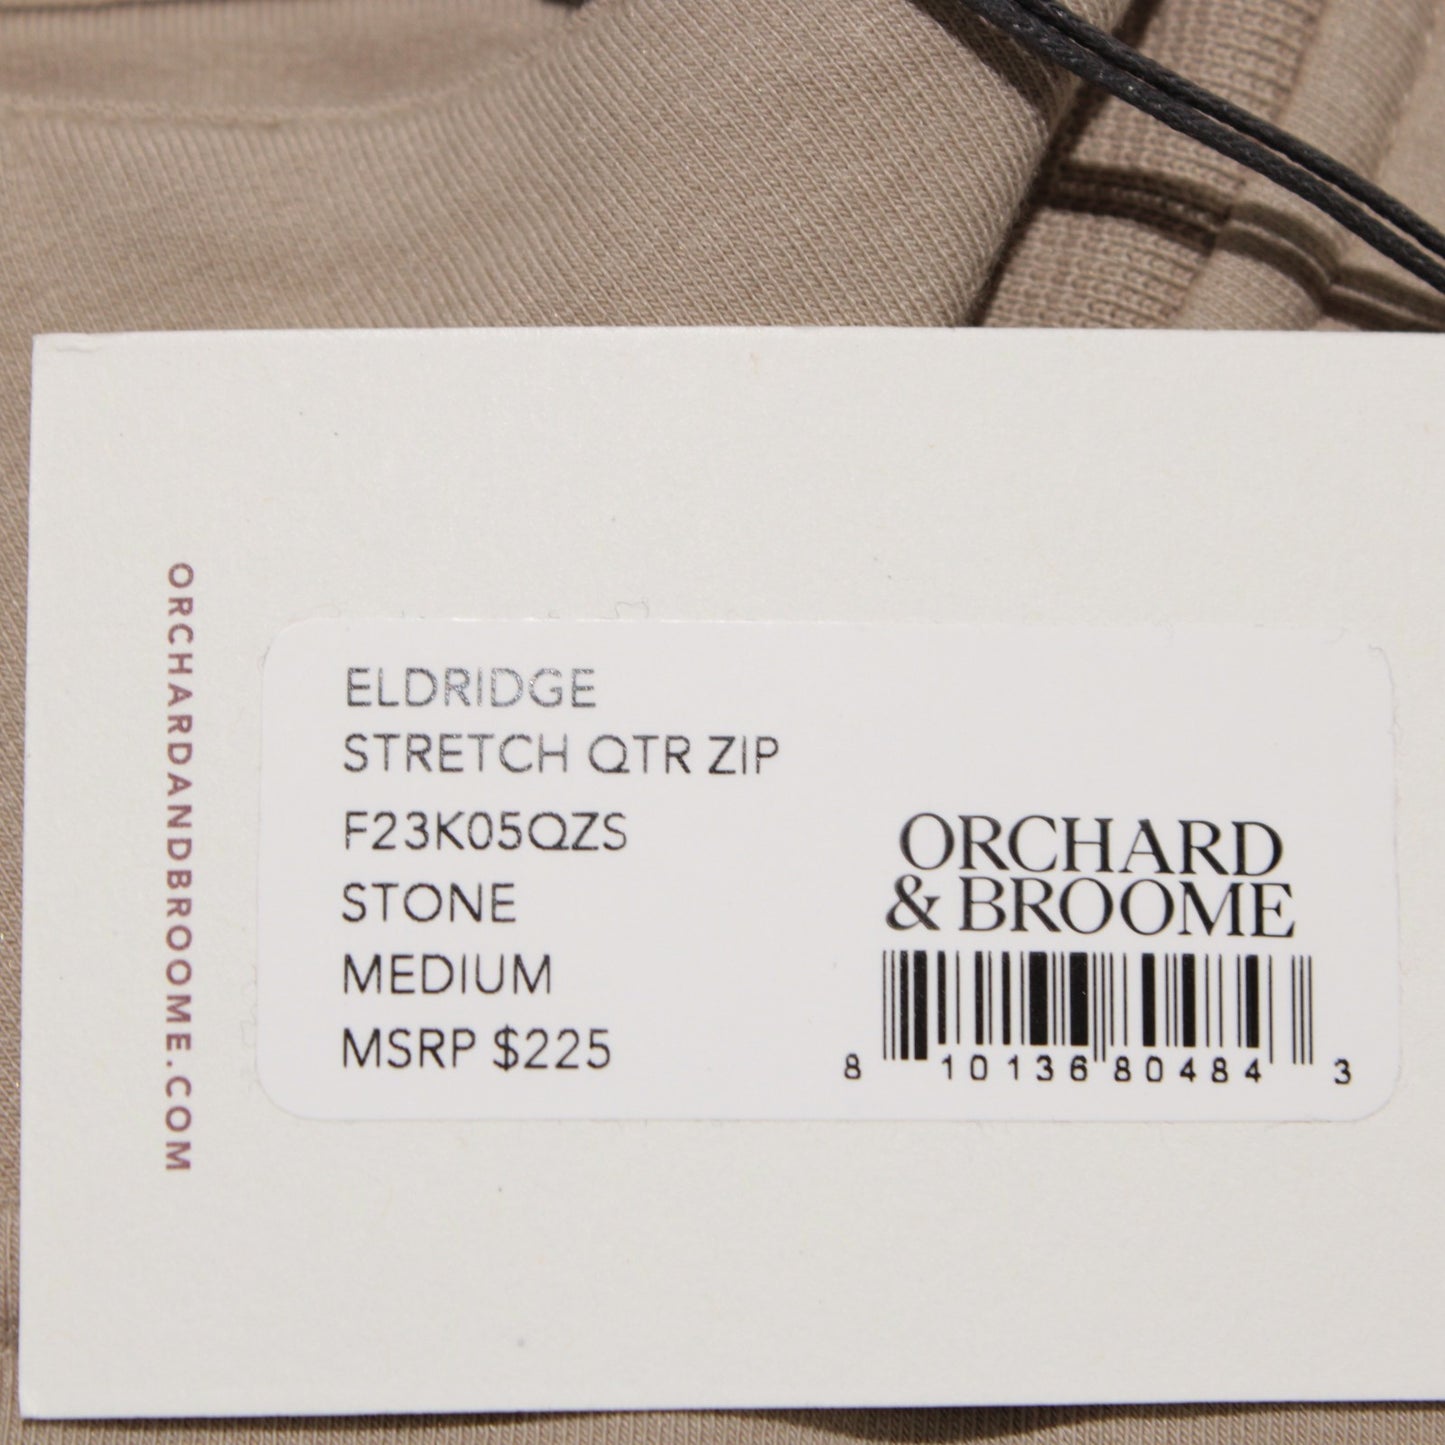 ORCHARDANDBROOME.COM
ELDRIDGE
STRETCH QTR ZIP
F23K05QZS
STONE
MEDIUM
MSRP $225
ORCHARD
& BROOME
8 10136 80484 3